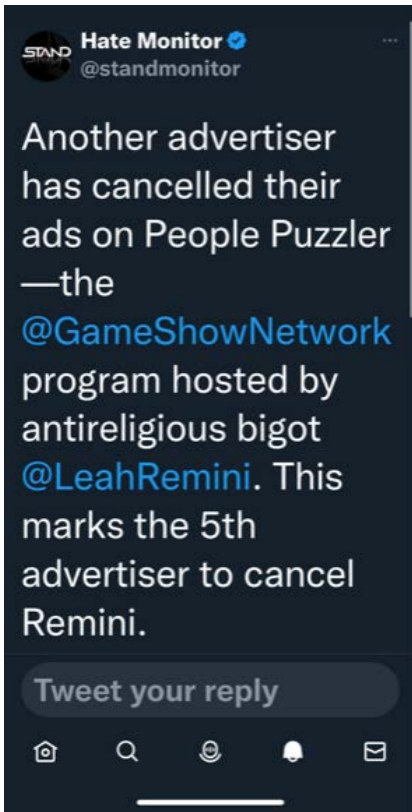 STAND
Hate Monitor
@standmonitor
Another advertiser
has cancelled their
ads on People Puzzler
—the
@GameShowNetwork
program hosted by
antireligious bigot
@LeahRemini. This
marks the 5th
advertiser to cancel
Remini.
Tweet your reply